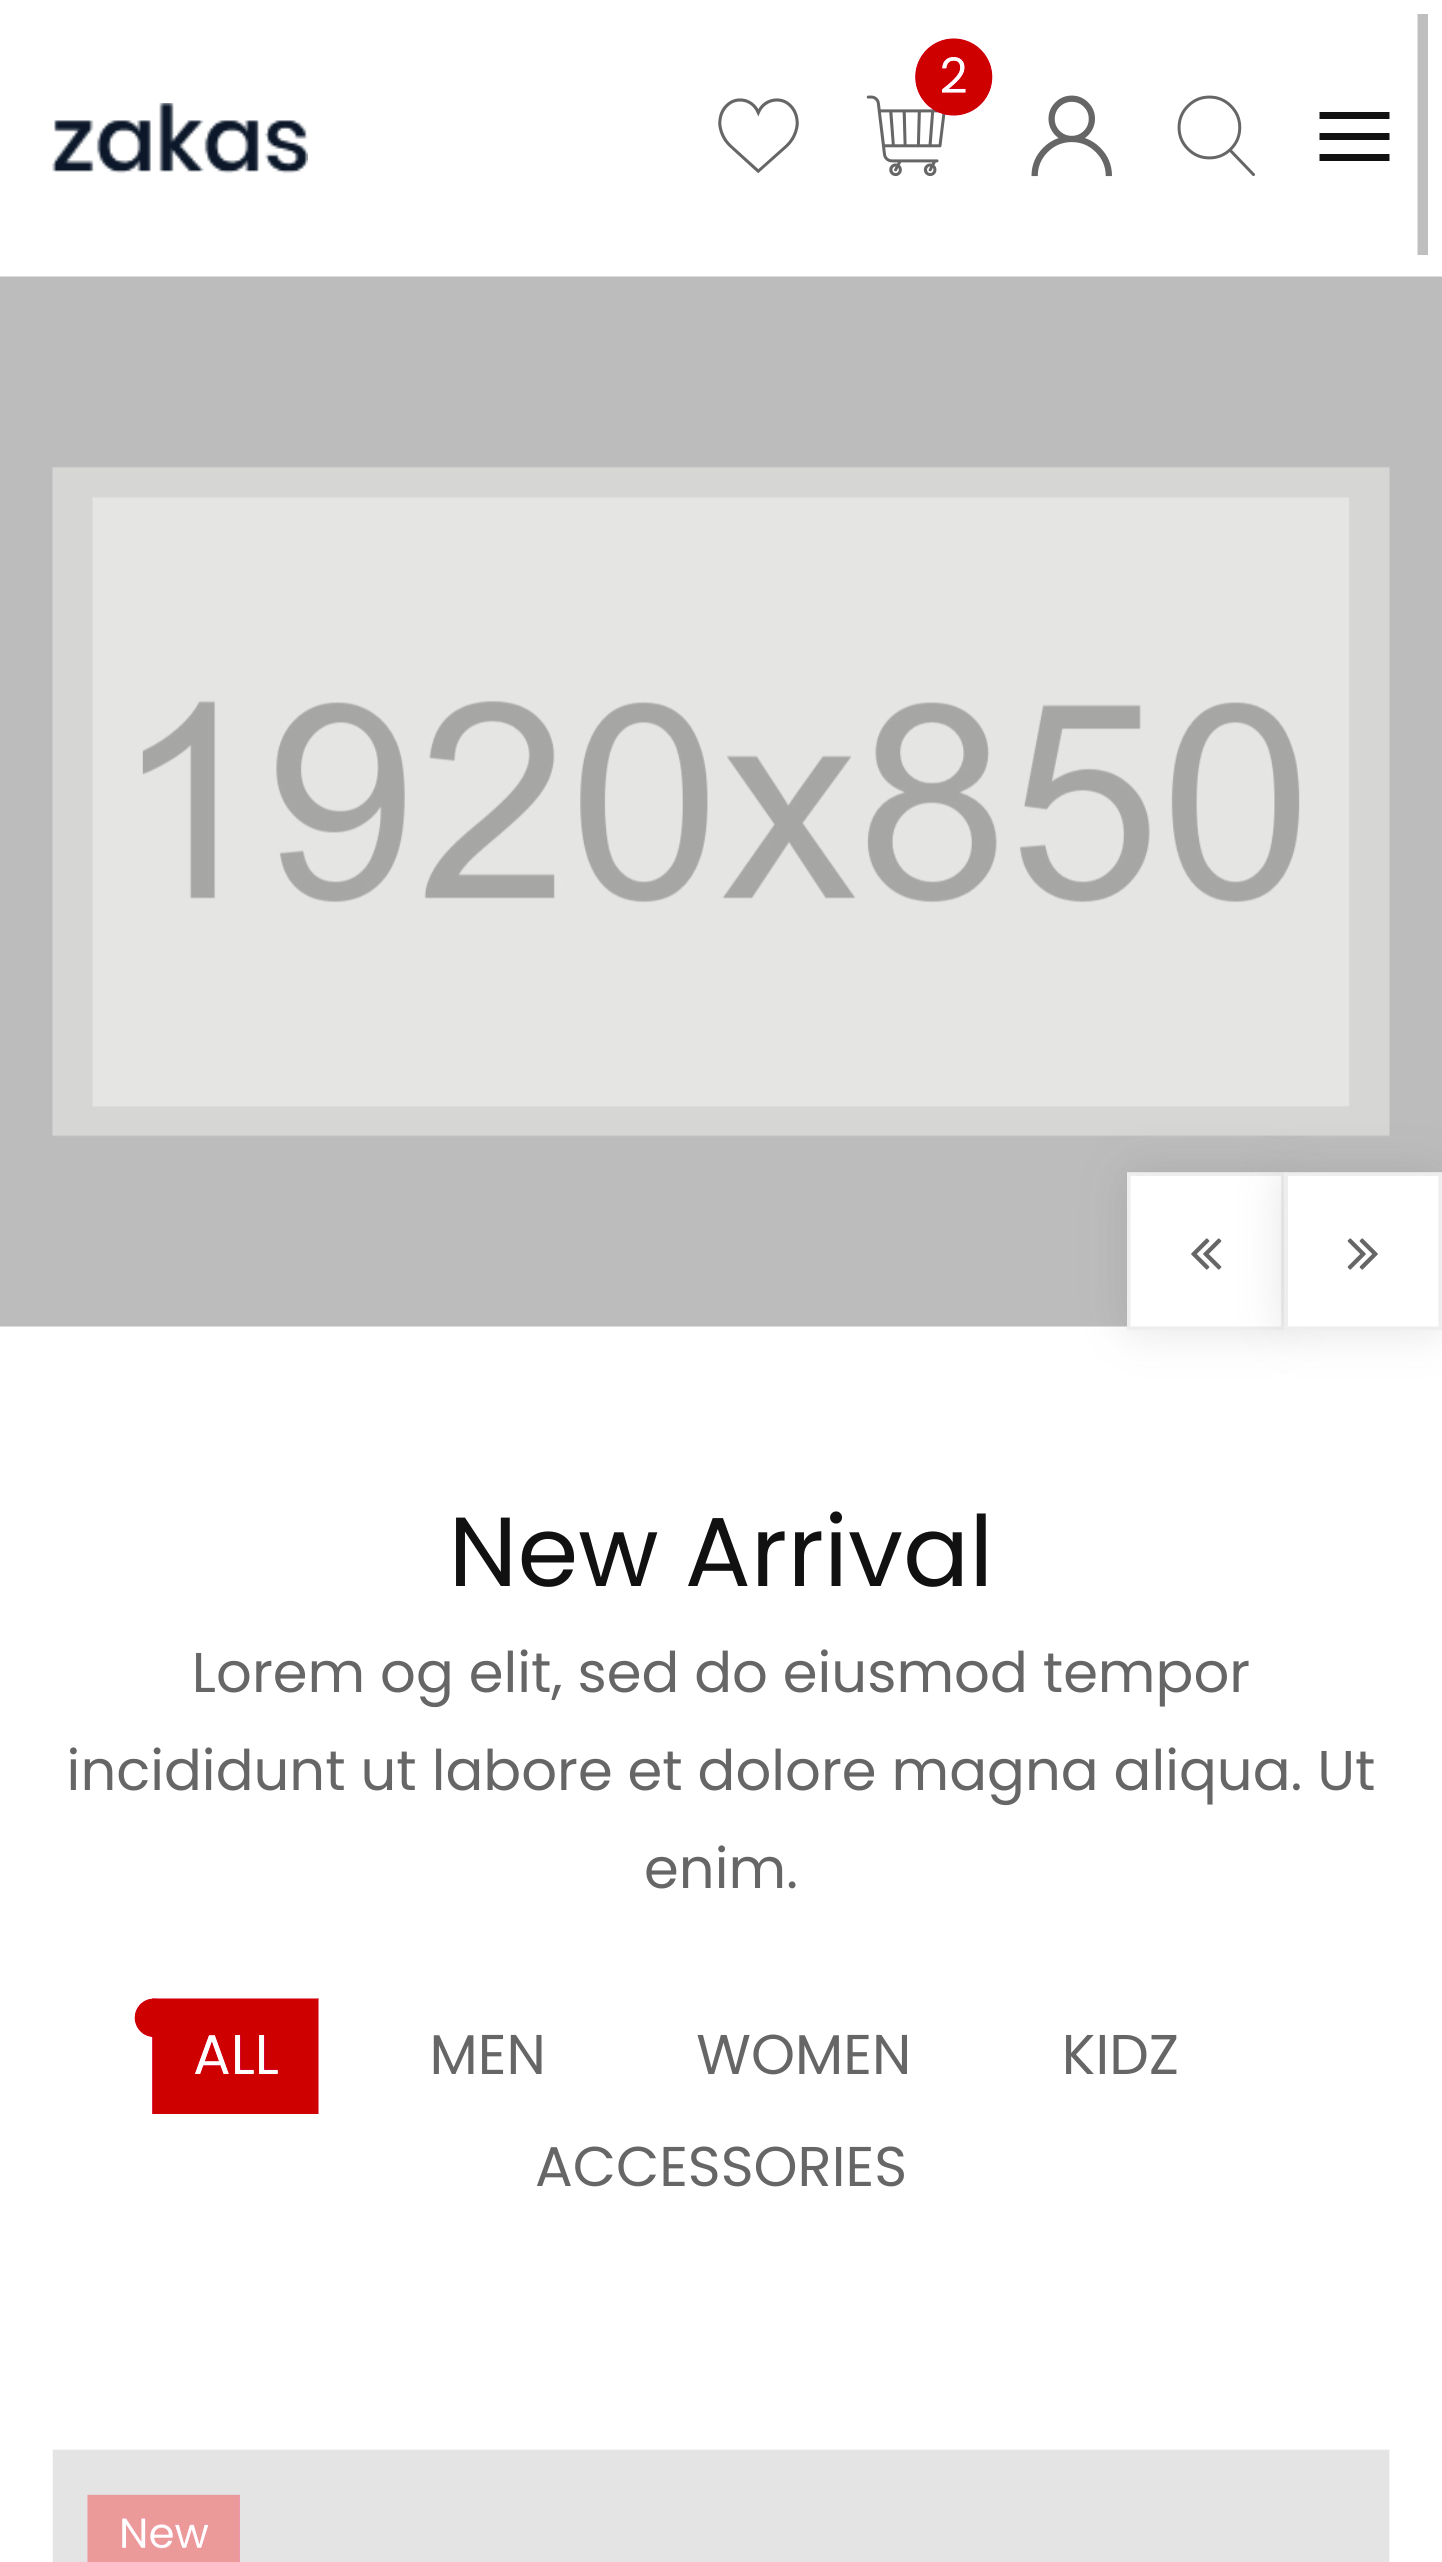 zakas
2
1920x850
New Arrival
Lorem og elit, sed do eiusmod tempor
incididunt ut labore et dolore magna aliqua. Ut
enim.
ALL MEN WOMEN KIDZ
ACCESSORIES
New